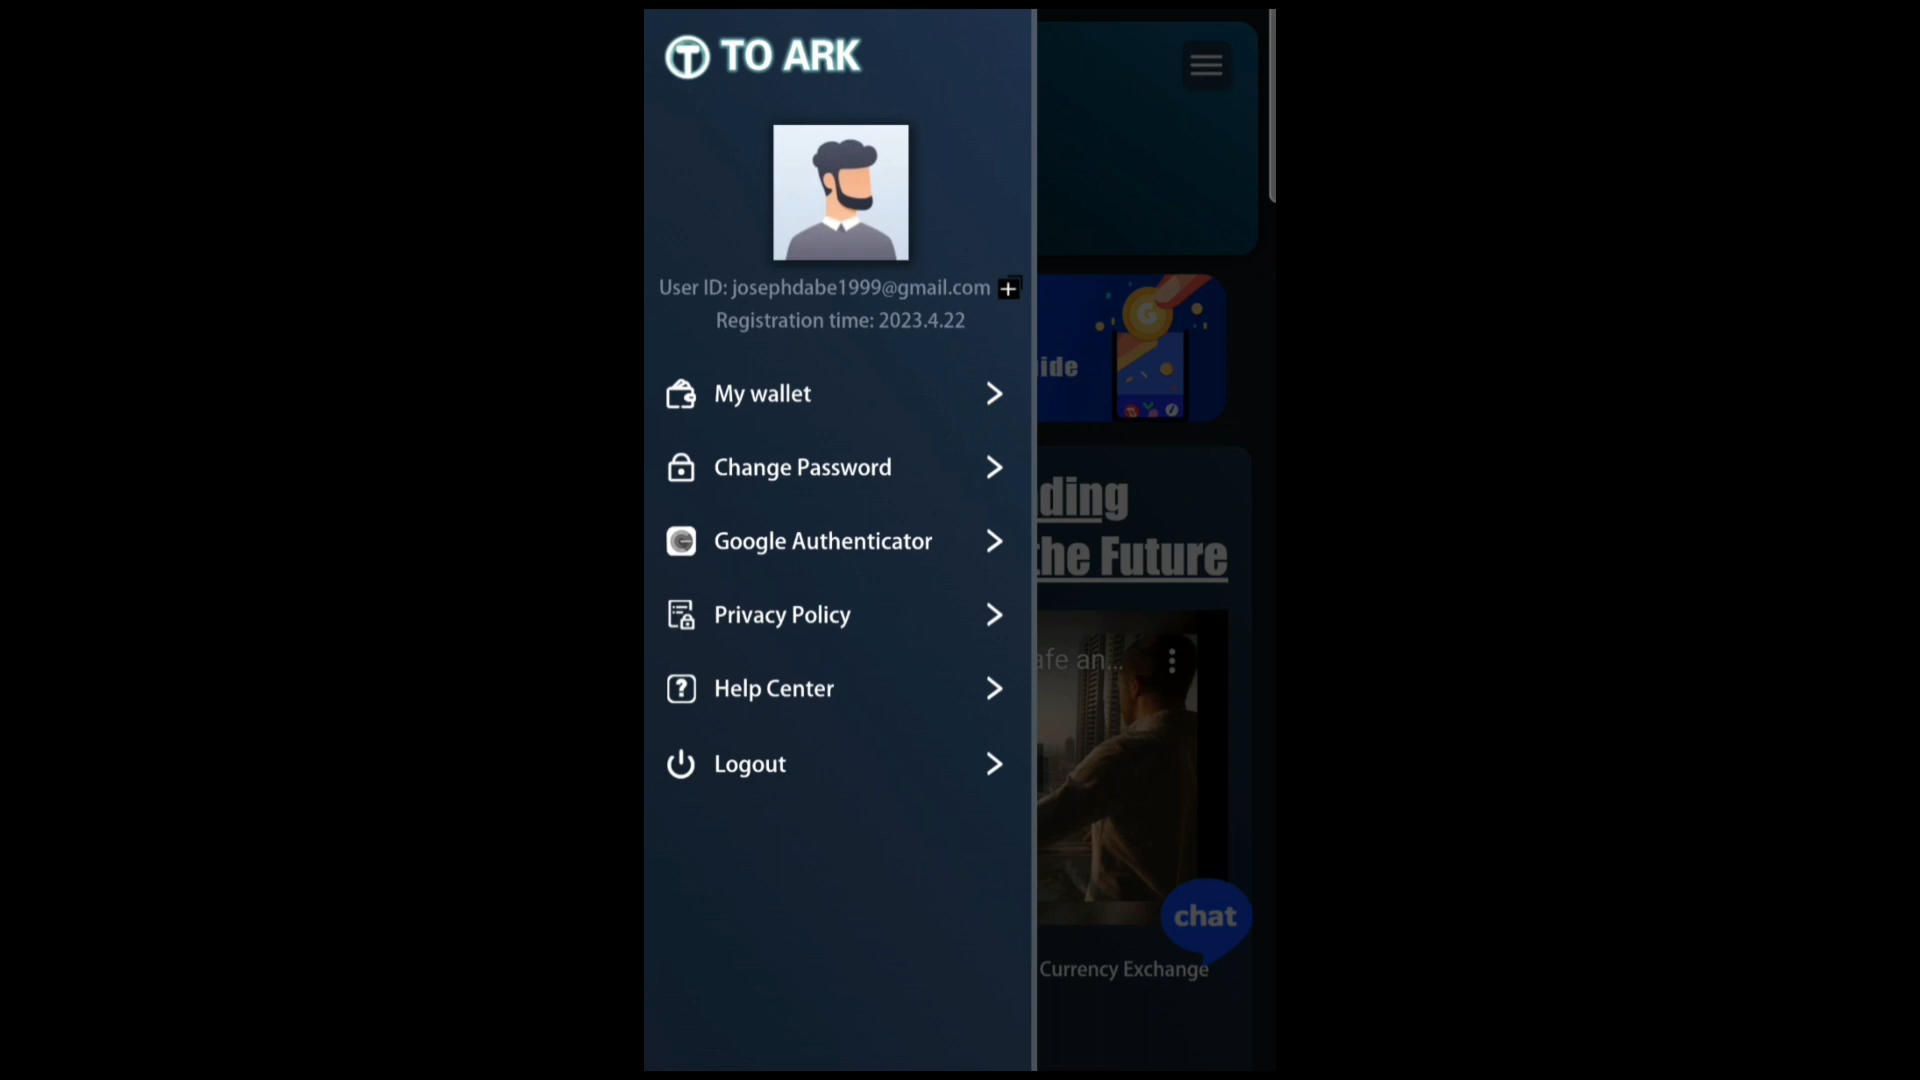 TO ARK
User ID: josephdabe1999@gmail.com
Registration time: 2023.4.22
My wallet
Change Password
Google Authenticator
Privacy Policy
Help Center
Logout
ide
ding
the Future
afe an...
chat
Currency Exchange